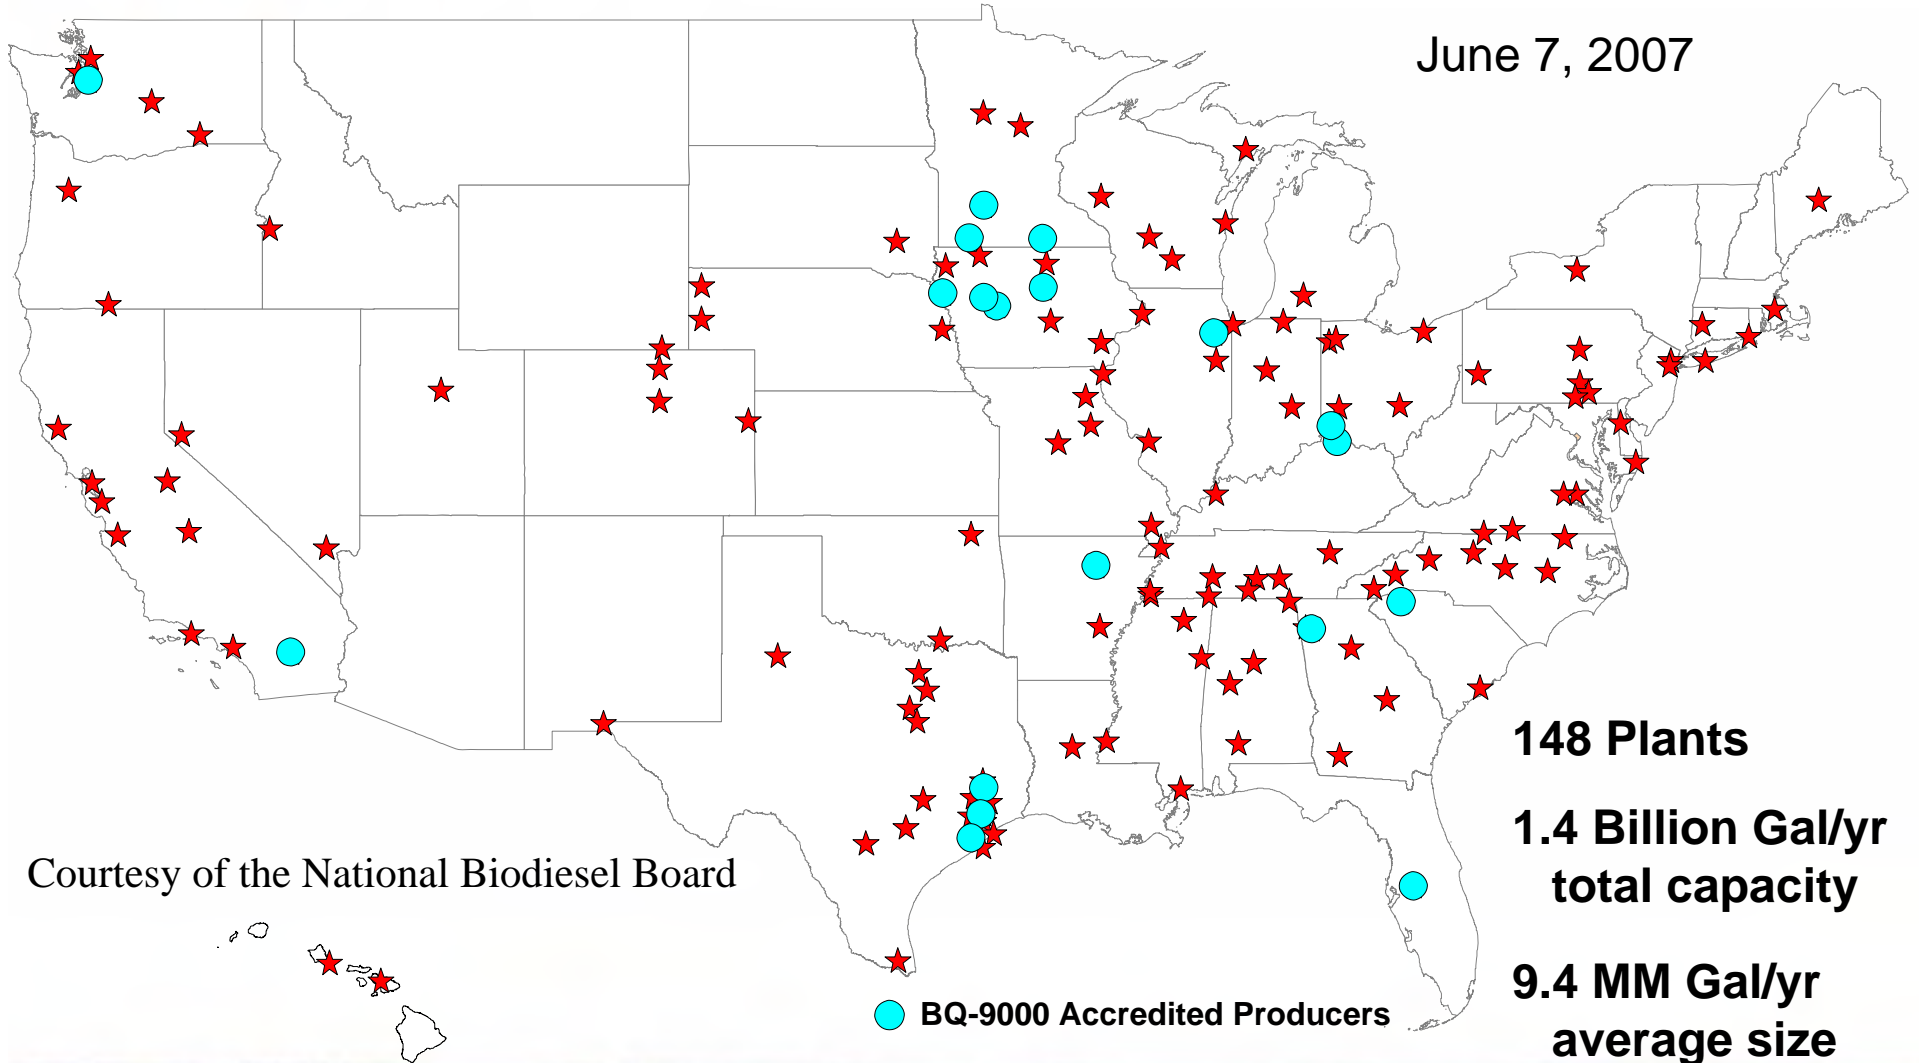 June 7, 2007
148 Plants
1.4 Billion Gal/yr
total capacity
Courtesy of the National Biodiesel Board
9.4 MM Gal/yr
average size
BQ-9000 Accredited Producers